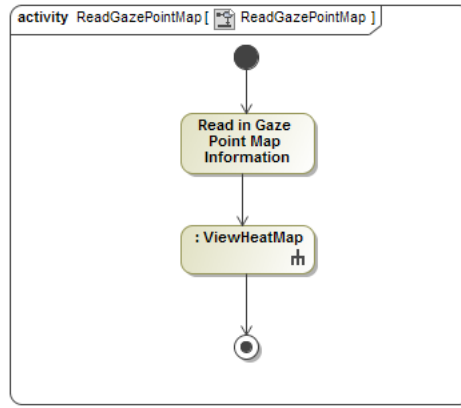 activity ReadGazePointMap [ ReadGazePointMap ]
Read in Gaze
Point Map
Information
: ViewHeatMap